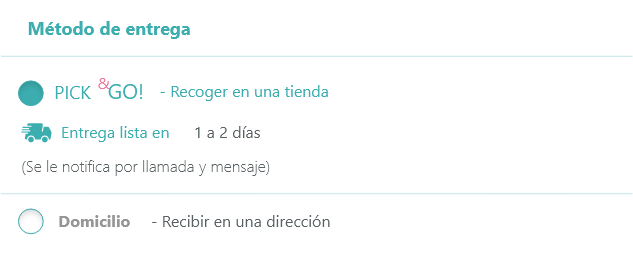 Método de entrega
PICK &GO! - Recoger en una tienda
Entrega lista en 1 a 2 días
(Se le notifica por llamada y mensaje)
Domicilio - Recibir en una dirección